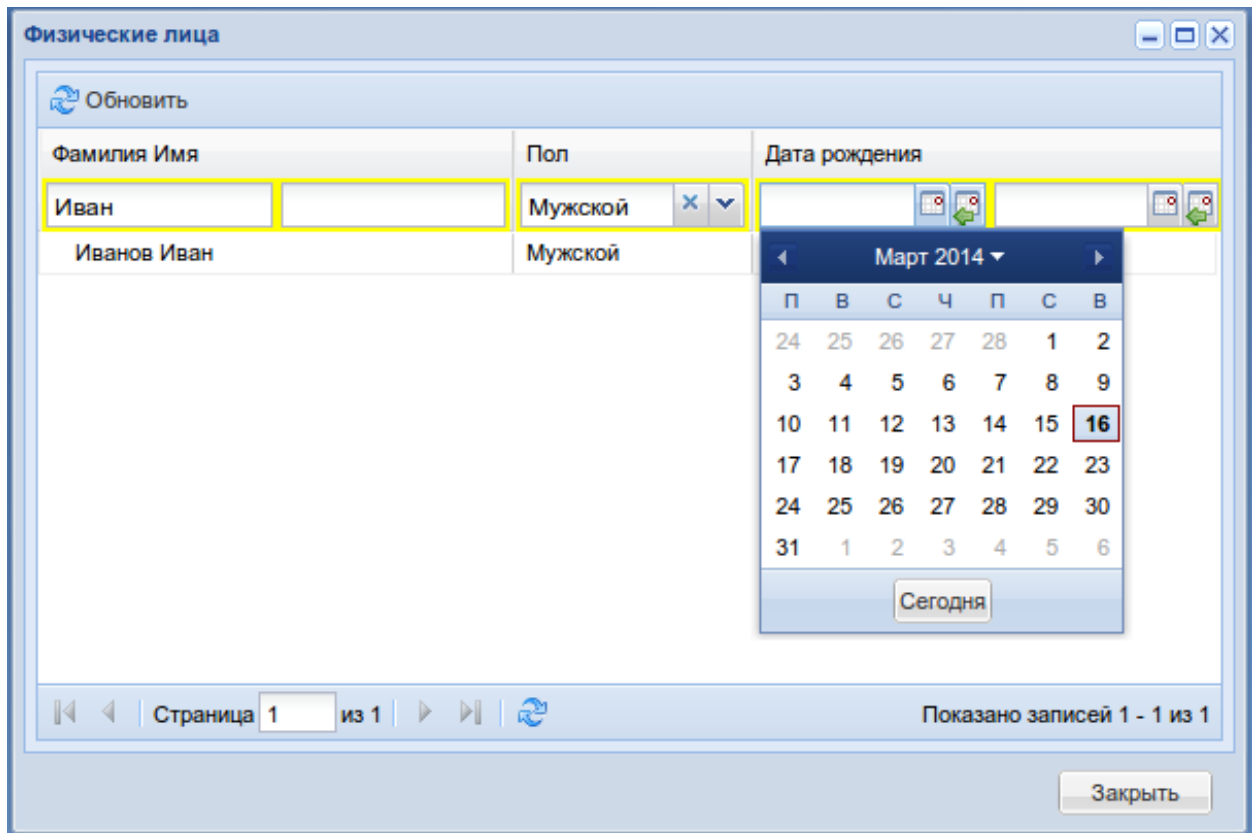 Физические лица
Обновить
Фамилия Имя Пол Дата рождения
Иван Мужской
Иванов Иван Мужской
Март 2014
П В С Ч П С В
24 25 26 27 28 1 2
3 4 5 6 7 8 9
10 11 12 13 14 15 16
17 18 19 20 21 22 23
24 25 26 27 28 29 30
31 1 2 3 4 5 6
Сегодня
Страница 1 из 1 Показано записей 1 - 1 из 1
Закрыть